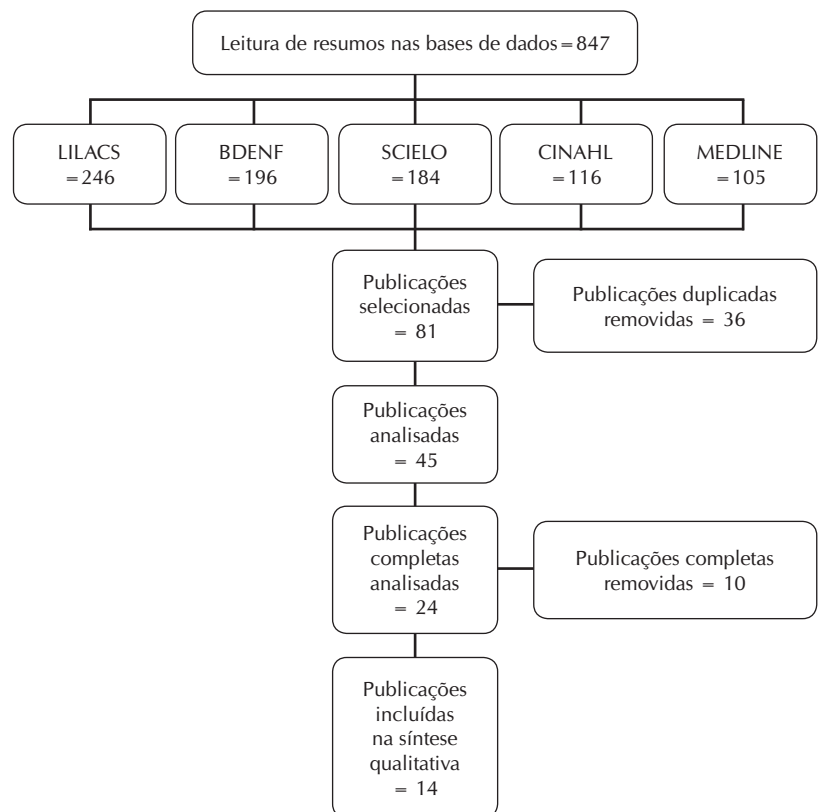 Leitura de resumos nas bases de dados=847
LILACS
=246
BDENF
=196
SCIELO
=184
CINAHL
=116
MEDLINE
=105
Publicações
selecionadas
= 81
Publicações duplicadas
removidas = 36
Publicações
analisadas
= 45
Publicações
completas
analisadas
= 24
Publicações completas
removidas = 10
Publicações
incluídas
na síntese
qualitativa
= 14